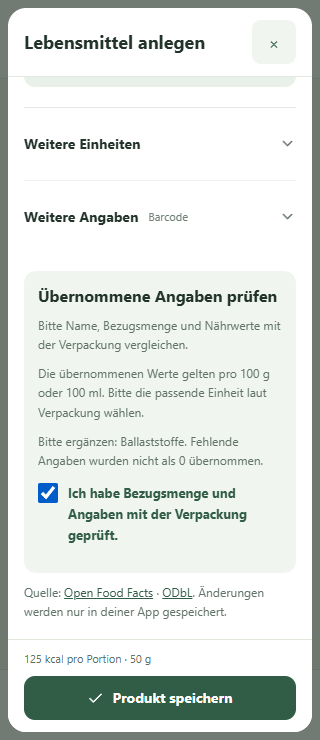 Lebensmittel anlegen
×
Weitere Einheiten
Weitere Angaben Barcode
Übernommene Angaben prüfen
Bitte Name, Bezugsmenge und Nährwerte mit
der Verpackung vergleichen.
Die übernommenen Werte gelten pro 100 g
oder 100 ml. Bitte die passende Einheit laut
Verpackung wählen.
Bitte ergänzen: Ballaststoffe. Fehlende
Angaben wurden nicht als 0 übernommen.
Ich habe Bezugsmenge und
Angaben mit der Verpackung
geprüft.
Quelle: Open Food Facts · ODbL. Änderungen
werden nur in deiner App gespeichert.
125 kcal pro Portion · 50 g
Produkt speichern